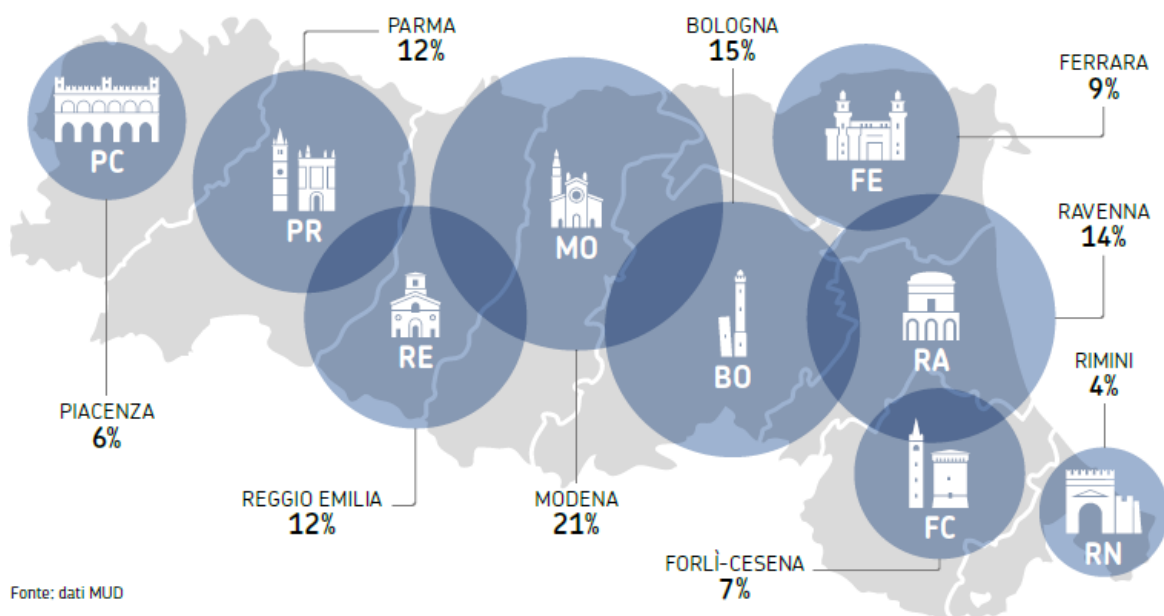 PARMA
12%
BOLOGNA
15%
FERRARA
9%
PC
PR
MO
FE
RAVENNA
14%
RE
BO
RA
RIMINI
4%
PIACENZA
6%
REGGIO EMILIA
12%
MODENA
21%
FC
RN
FORLÌ-CESENA
7%
Fonte: dati MUD